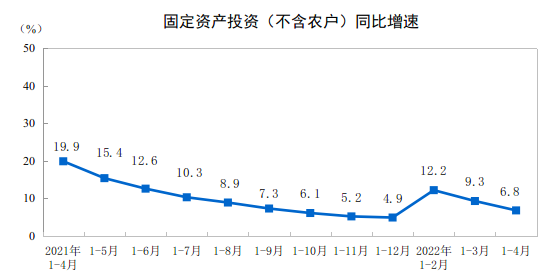 固定资产投资（不含农户）同比增速
(%)
50
40
30
20
10
0
19.9
15.4
12.6
10.3
8.9
7.3
6.1
5.2
4.9
12.2
9.3
6.8
2021年
1-4月
1-5月
1-6月
1-7月
1-8月
1-9月
1-10月
1-11月
1-12月
2022年
1-2月
1-3月
1-4月